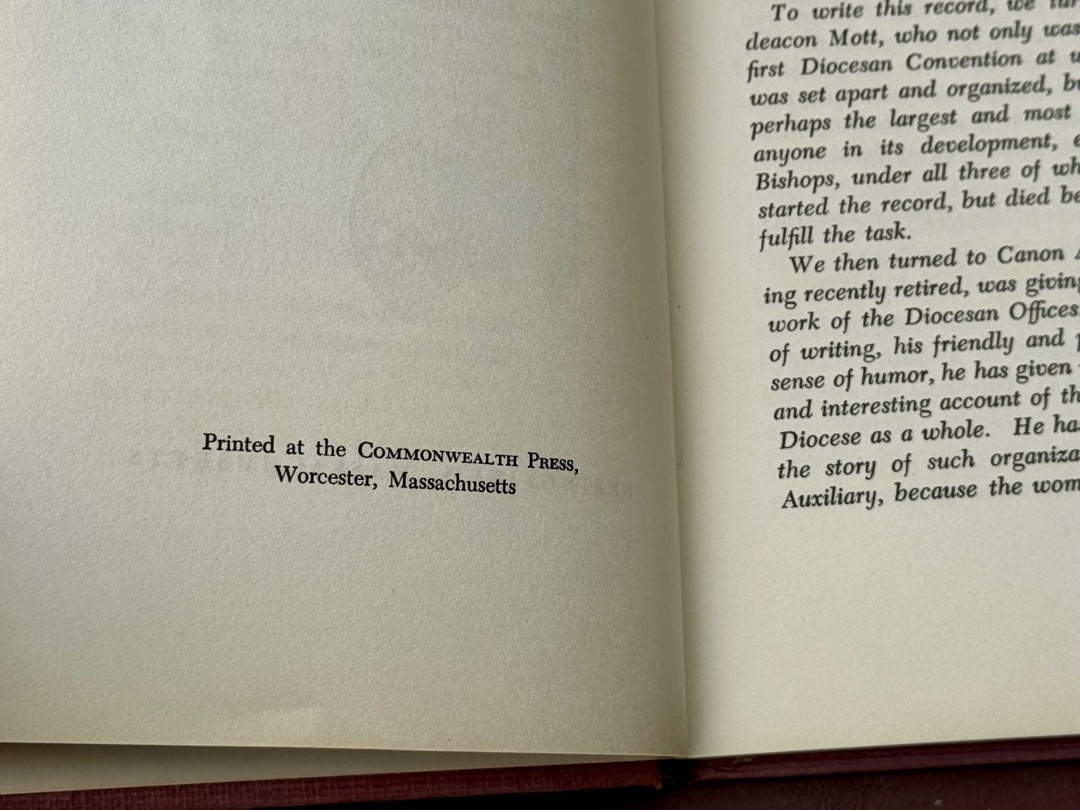 Printed at the COMMONWEALTH PRESS,
Worcester, Massachusetts
To write this record, we
deacon Mott, who not only was
first Diocesan Convention at
was set apart and organized,
perhaps the largest and most
anyone in its development,
Bishops, under all three of
started the record, but died
fulfill the task.
We then turned to Canon
ing recently retired, was giving
work of the Diocesan Offices
of writing, his friendly and
sense of humor, he has given
and interesting account of
Diocese as a whole. He
the story of such
Auxiliary, because the